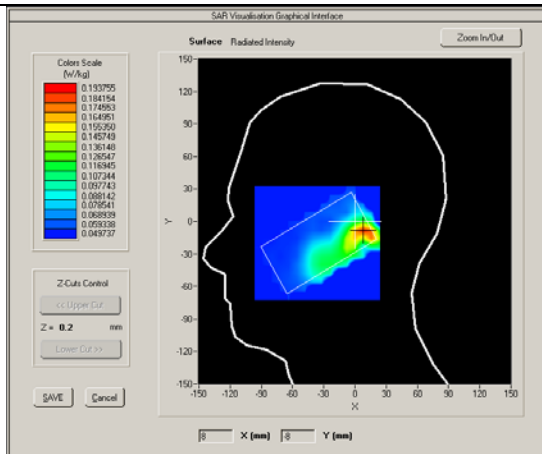 SAR Visualisation Graphical Interface
Surface Radiated Intensity
Zoom In/Out
Colors Scale
(W/kg)
0.193755
0.184154
0.174553
0.164951
0.155350
0.145749
0.136148
0.126547
0.116945
0.107344
0.097743
0.088142
0.078541
0.068939
0.059338
0.049737
150
120
90
60
30
0
-30
-60
-90
-120
-150
Y
-150 -120 -90 -60 -30 0 30 60 90 120 150
X
Z-Cuts Control
<< Upper Cut
Z = 0.2 mm
Lower Cut >>
SAVE Cancel
8 X (mm) -8 Y (mm)